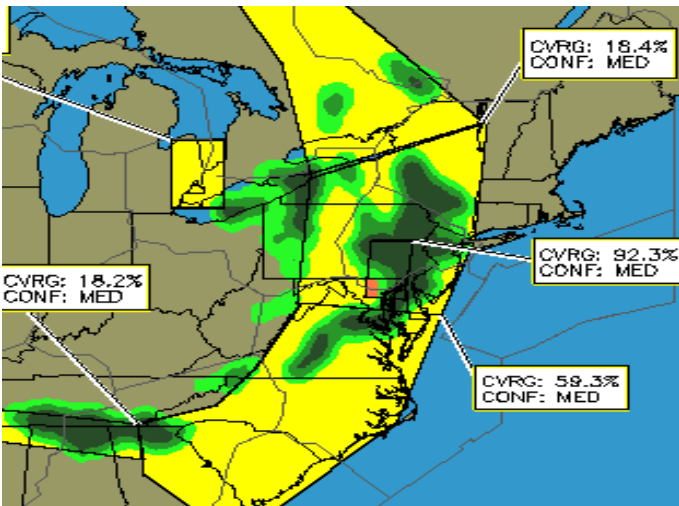 CVRG: 18.4%
CONF: MED
CVRG: 92.3%
CONF: MED
CVRG: 18.2%
CONF: MED
CVRG: 59.3%
CONF: MED